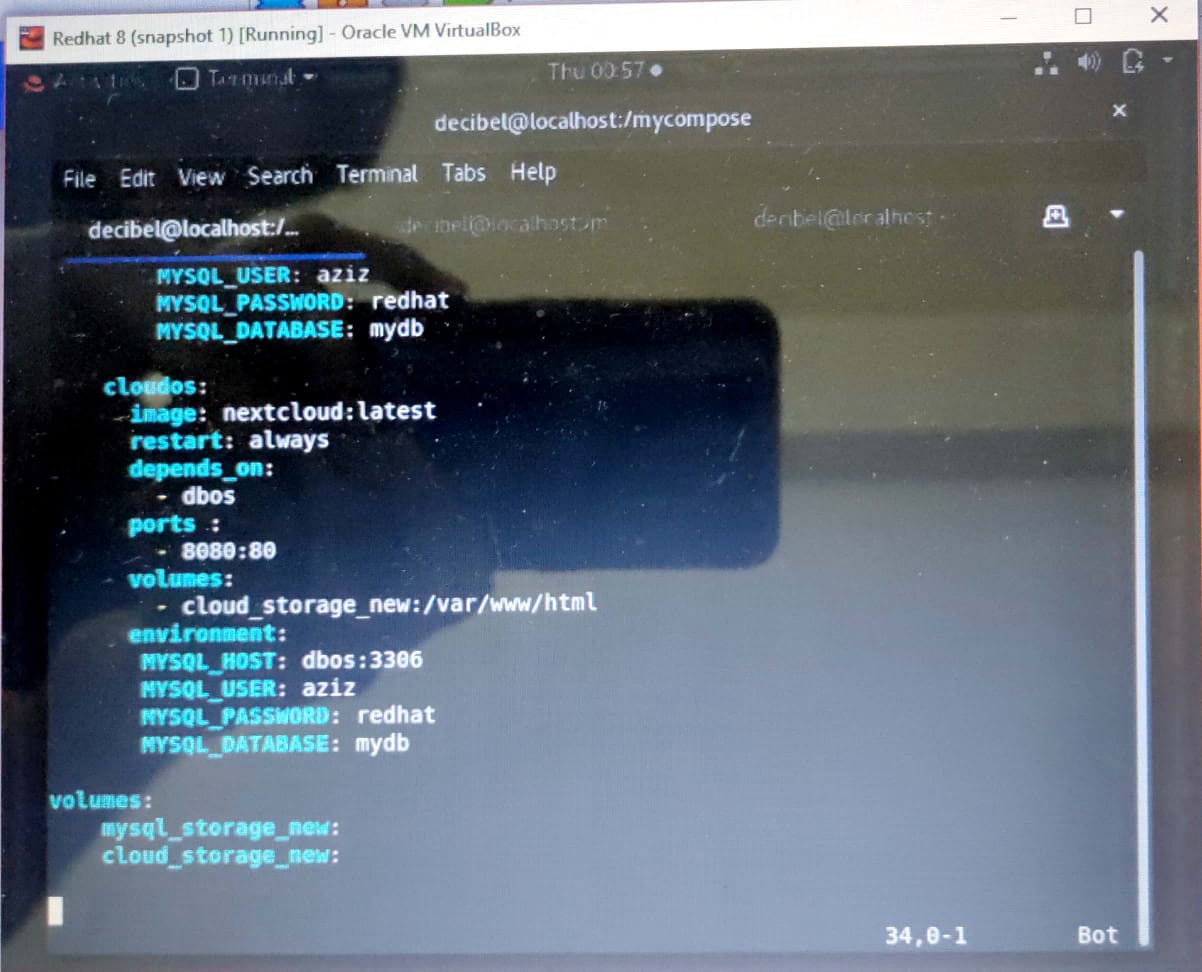 Redhat 8 (snapshot 1) [Running] - Oracle VM VirtualBox
Activities Terminal Thu 00:57
decibel@localhost:/mycompose
File Edit View Search Terminal Tabs Help
decibel@localhost:/... decibel@localhost:/m decibel@localhost
MYSQL_USER: aziz
MYSQL_PASSWORD: redhat
MYSQL_DATABASE: mydb
cloudos:
image: nextcloud:latest
restart: always
depends_on:
- dbos
ports :
- 8080:80
volumes:
- cloud_storage_new:/var/www/html
environment:
MYSQL_HOST: dbos:3306
MYSQL_USER: aziz
MYSQL_PASSWORD: redhat
MYSQL_DATABASE: mydb
volumes:
mysql_storage_new:
cloud_storage_new:
34,0-1 Bot